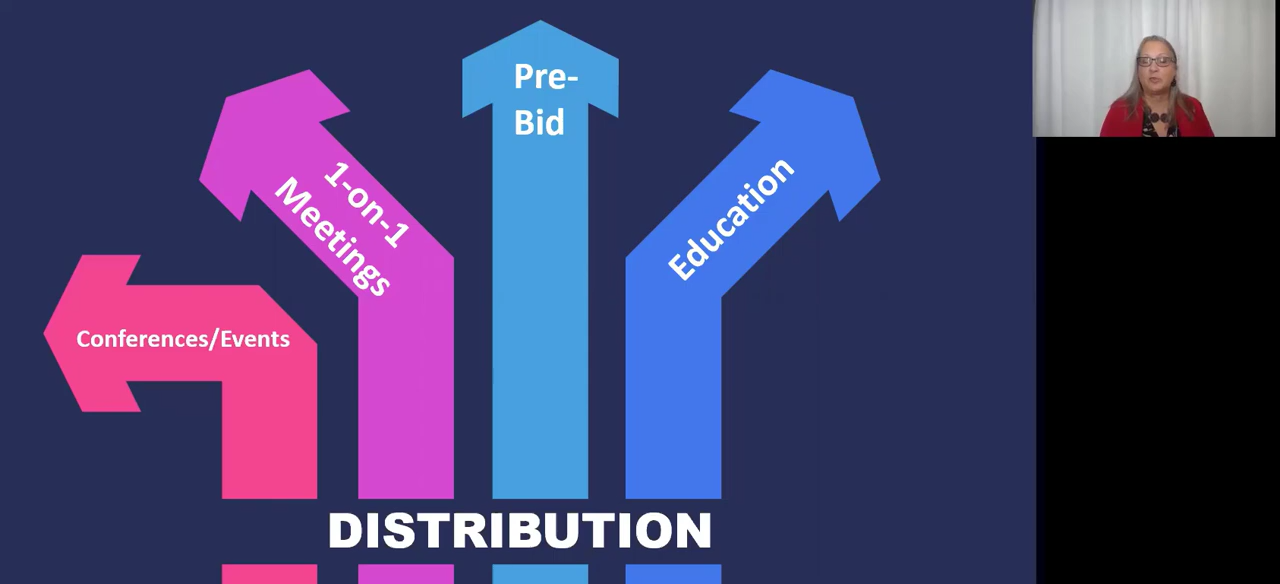 Pre-
Bid
1-on-1
Meetings
Education
Conferences/Events
DISTRIBUTION